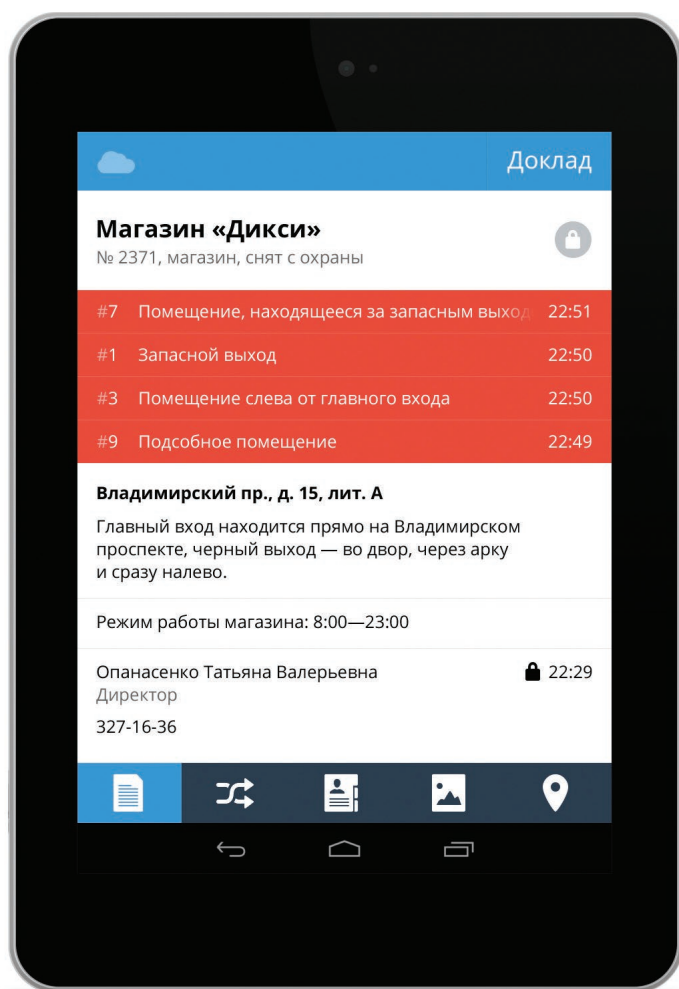 Доклад
Магазин «Дикси»
№ 2371, магазин, снят с охраны
#7 Помещение, находящееся за запасным выход 22:51
#1 Запасной выход 22:50
#3 Помещение слева от главного входа 22:50
#9 Подсобное помещение 22:49
Владимирский пр., д. 15, лит. А
Главный вход находится прямо на Владимирском
проспекте, черный выход — во двор, через арку
и сразу налево.
Режим работы магазина: 8:00—23:00
Опанасенко Татьяна Валерьевна 22:29
Директор
327-16-36